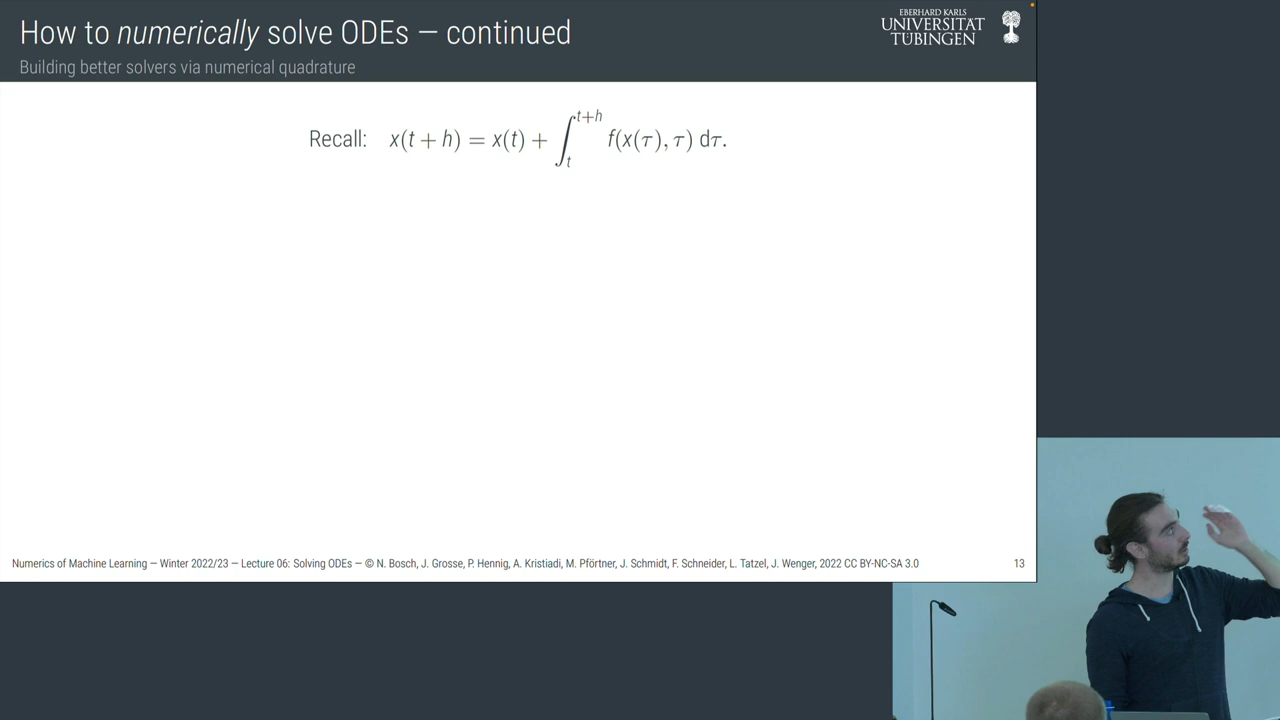 How to numerically solve ODEs — continued
Building better solvers via numerical quadrature
EBERHARD KARLS
UNIVERSITÄT
TÜBINGEN
Recall: x(t + h) = x(t) + ∫_t^{t+h} f(x(τ), τ) dτ.
Numerics of Machine Learning — Winter 2022/23 — Lecture 06: Solving ODEs — © N. Bosch, J. Grosse, P. Hennig, A. Kristiadi, M. Pförtner, J. Schmidt, F. Schneider, L. Tatzel, J. Wenger, 2022 CC BY-NC-SA 3.0 13